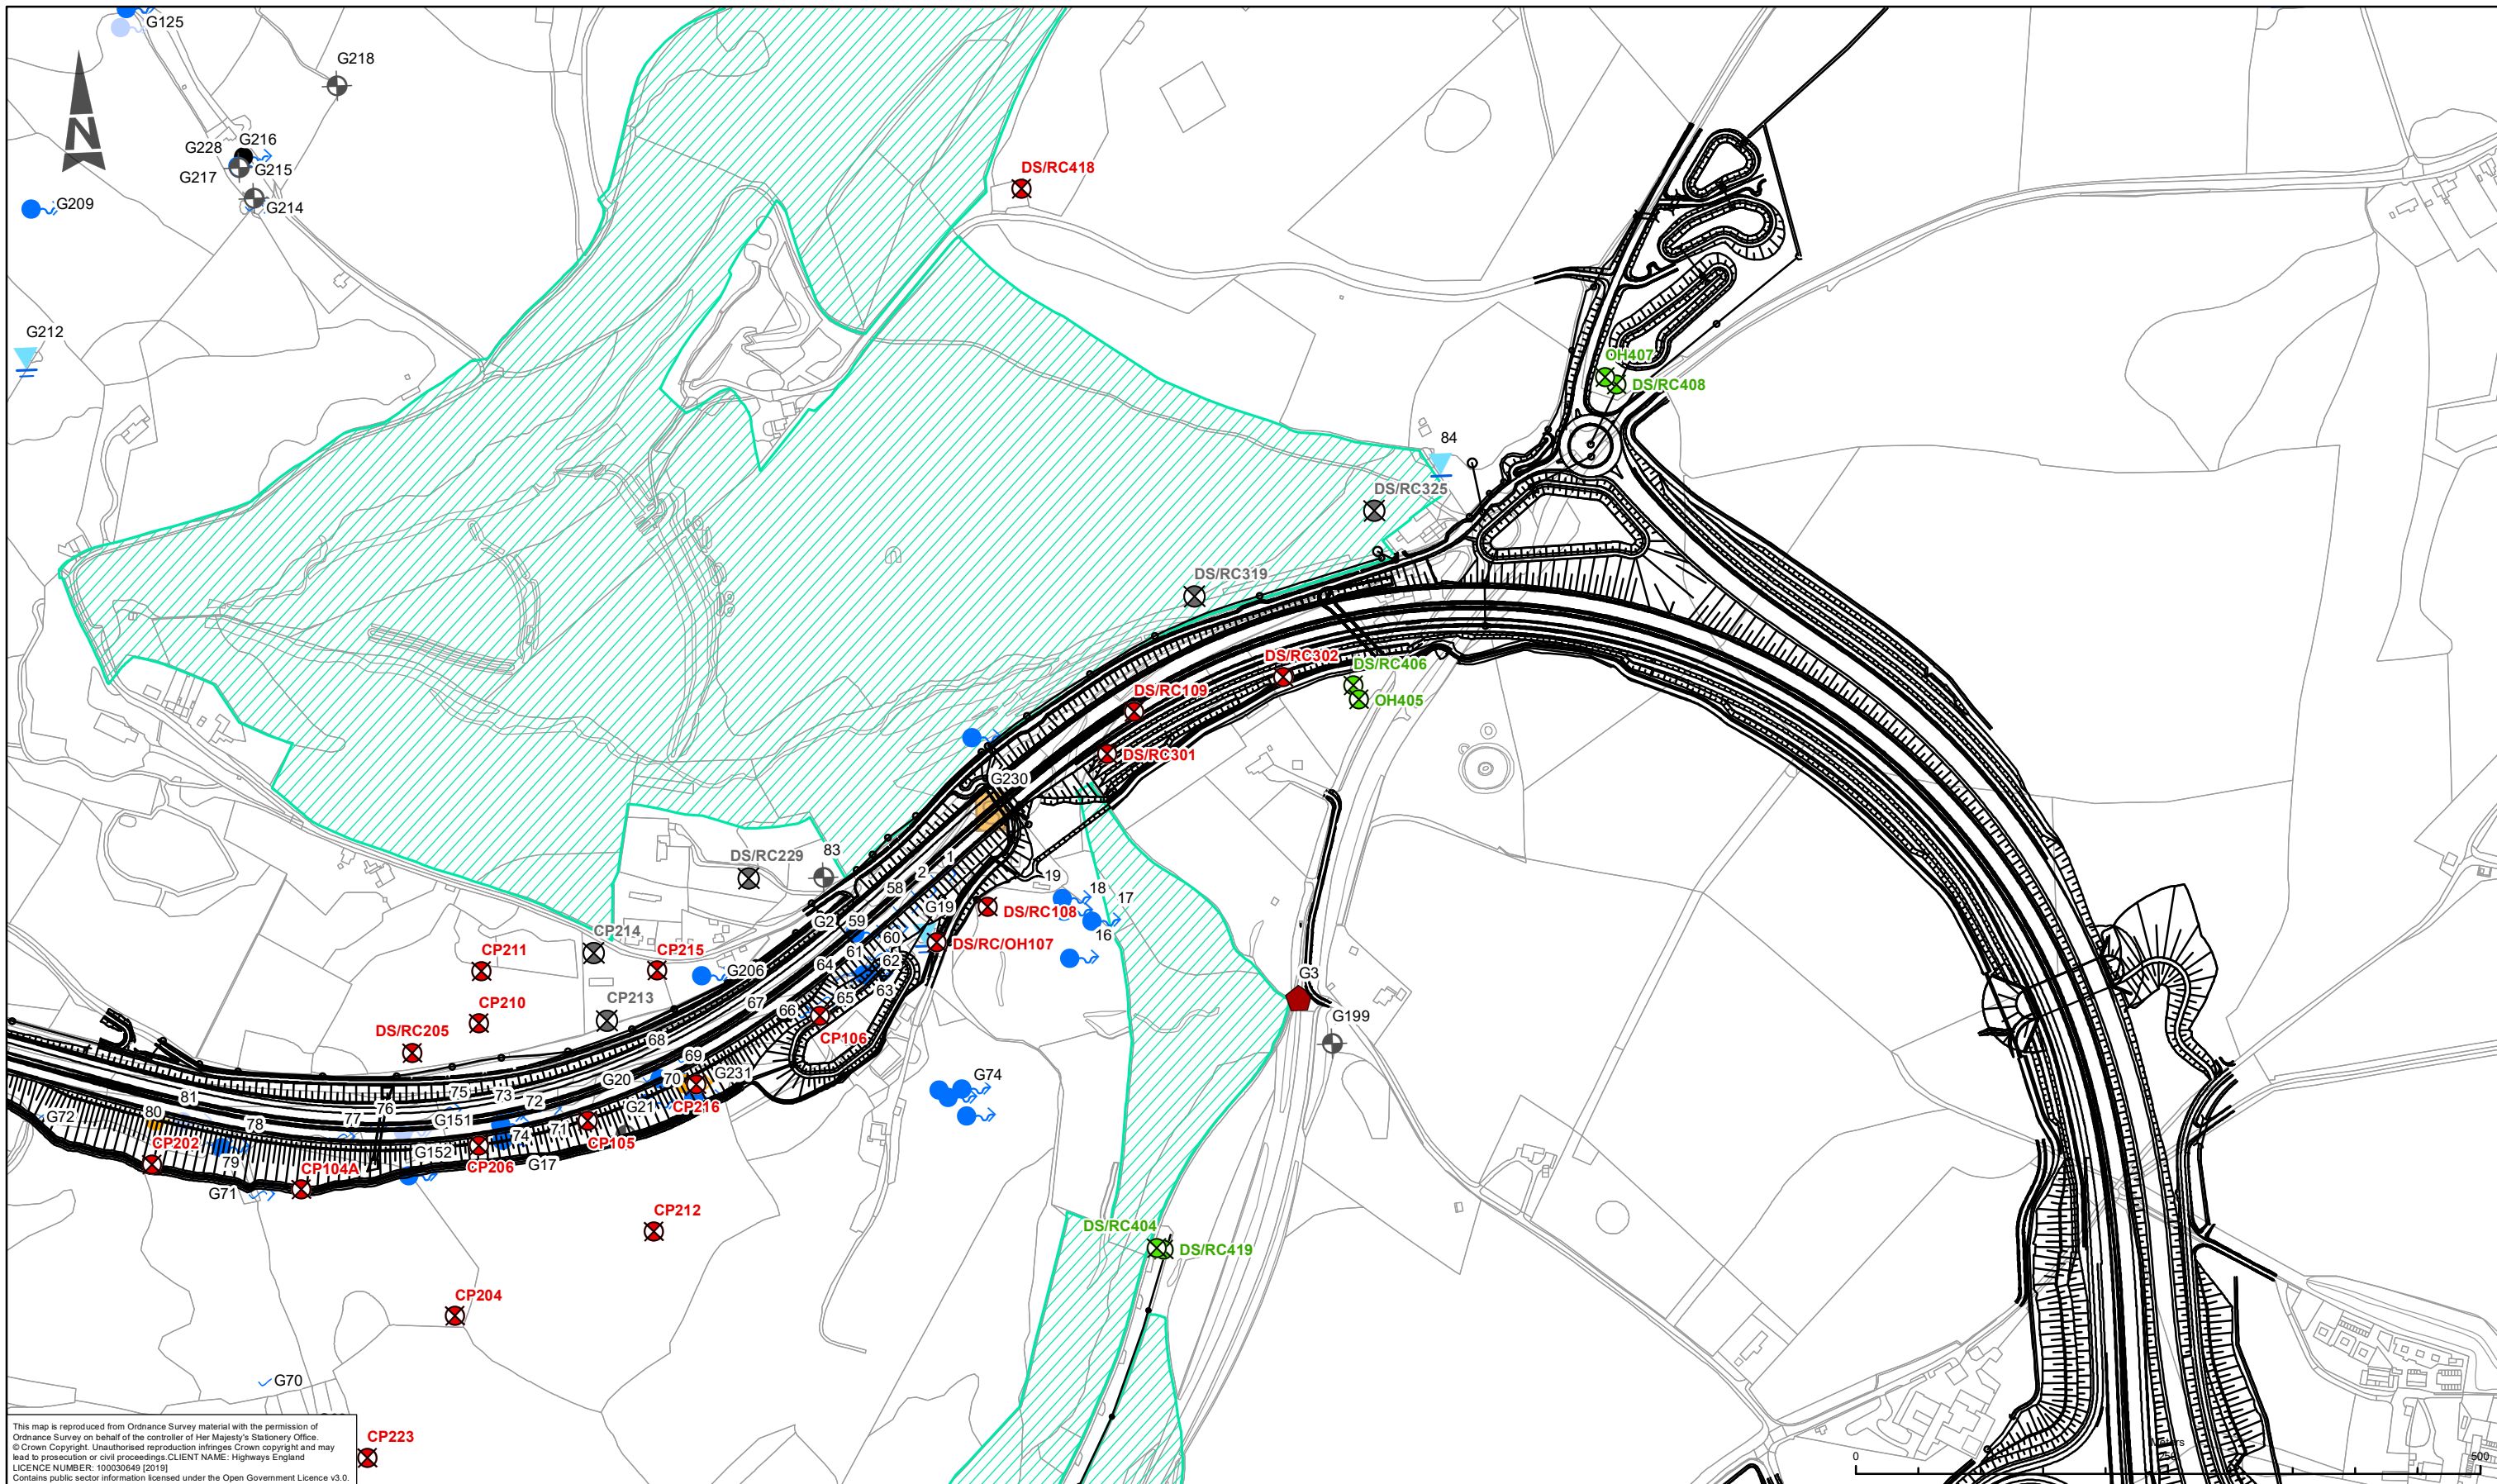 G125
G218
G216
G228
G215
G217
G209
G214
N
G212
DS/RC418
OH407
DS/RC408
84
DS/RC325
DS/RC319
DS/RC302
DS/RC406
DS/RC109
OH405
DS/RC301
G230
DS/RC229
83
1
2
58
19
18
17
G19
DS/RC108
G2
59
16
CP214
60
DS/RC/OH107
CP211
CP215
61
62
64
G206
63
65
G3
CP213
67
66
CP210
G199
DS/RC205
68
CP106
69
G231
G74
G20
70
75
73
72
81
76
G21
CP216
G72
80
77
78
G151
71
74
CP202
CP105
G152
79
CP104A
CP206
G17
G71
CP212
DS/RC404
DS/RC419
CP204
G70
CP223
This map is reproduced from Ordnance Survey material with the permission of
Ordnance Survey on behalf of the controller of Her Majesty's Stationery Office.
© Crown Copyright. Unauthorised reproduction infringes Crown copyright and may
lead to prosecution or civil proceedings.CLIENT NAME: Highways England
LICENCE NUMBER: 100030649 [2019]
Contains public sector information licensed under the Open Government Licence v3.0.
Meters
0 250 500